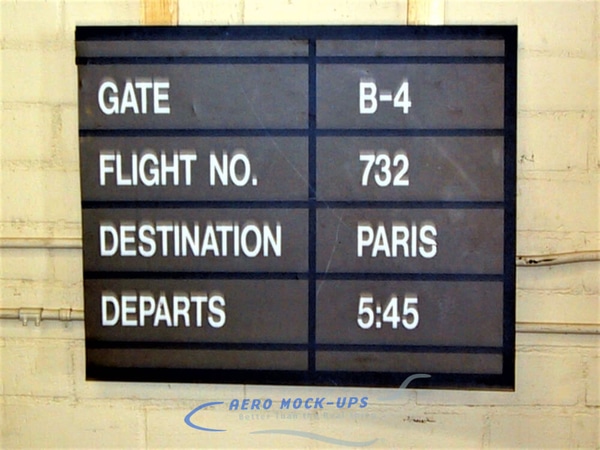 GATE B-4
FLIGHT NO. 732
DESTINATION PARIS
DEPARTS 5:45
AERO MOCK-UPS